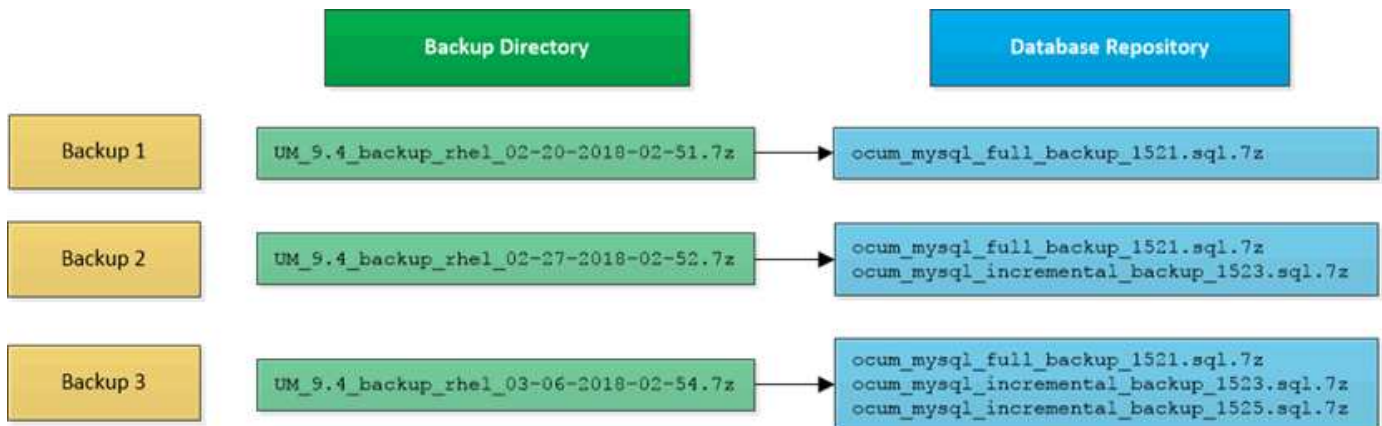 Backup Directory
Database Repository
Backup 1
UM_9.4_backup_rhel_02-20-2018-02-51.7z
ocum_mysql_full_backup_1521.sql.7z
Backup 2
UM_9.4_backup_rhel_02-27-2018-02-52.7z
ocum_mysql_full_backup_1521.sql.7z
ocum_mysql_incremental_backup_1523.sql.7z
Backup 3
UM_9.4_backup_rhel_03-06-2018-02-54.7z
ocum_mysql_full_backup_1521.sql.7z
ocum_mysql_incremental_backup_1523.sql.7z
ocum_mysql_incremental_backup_1525.sql.7z